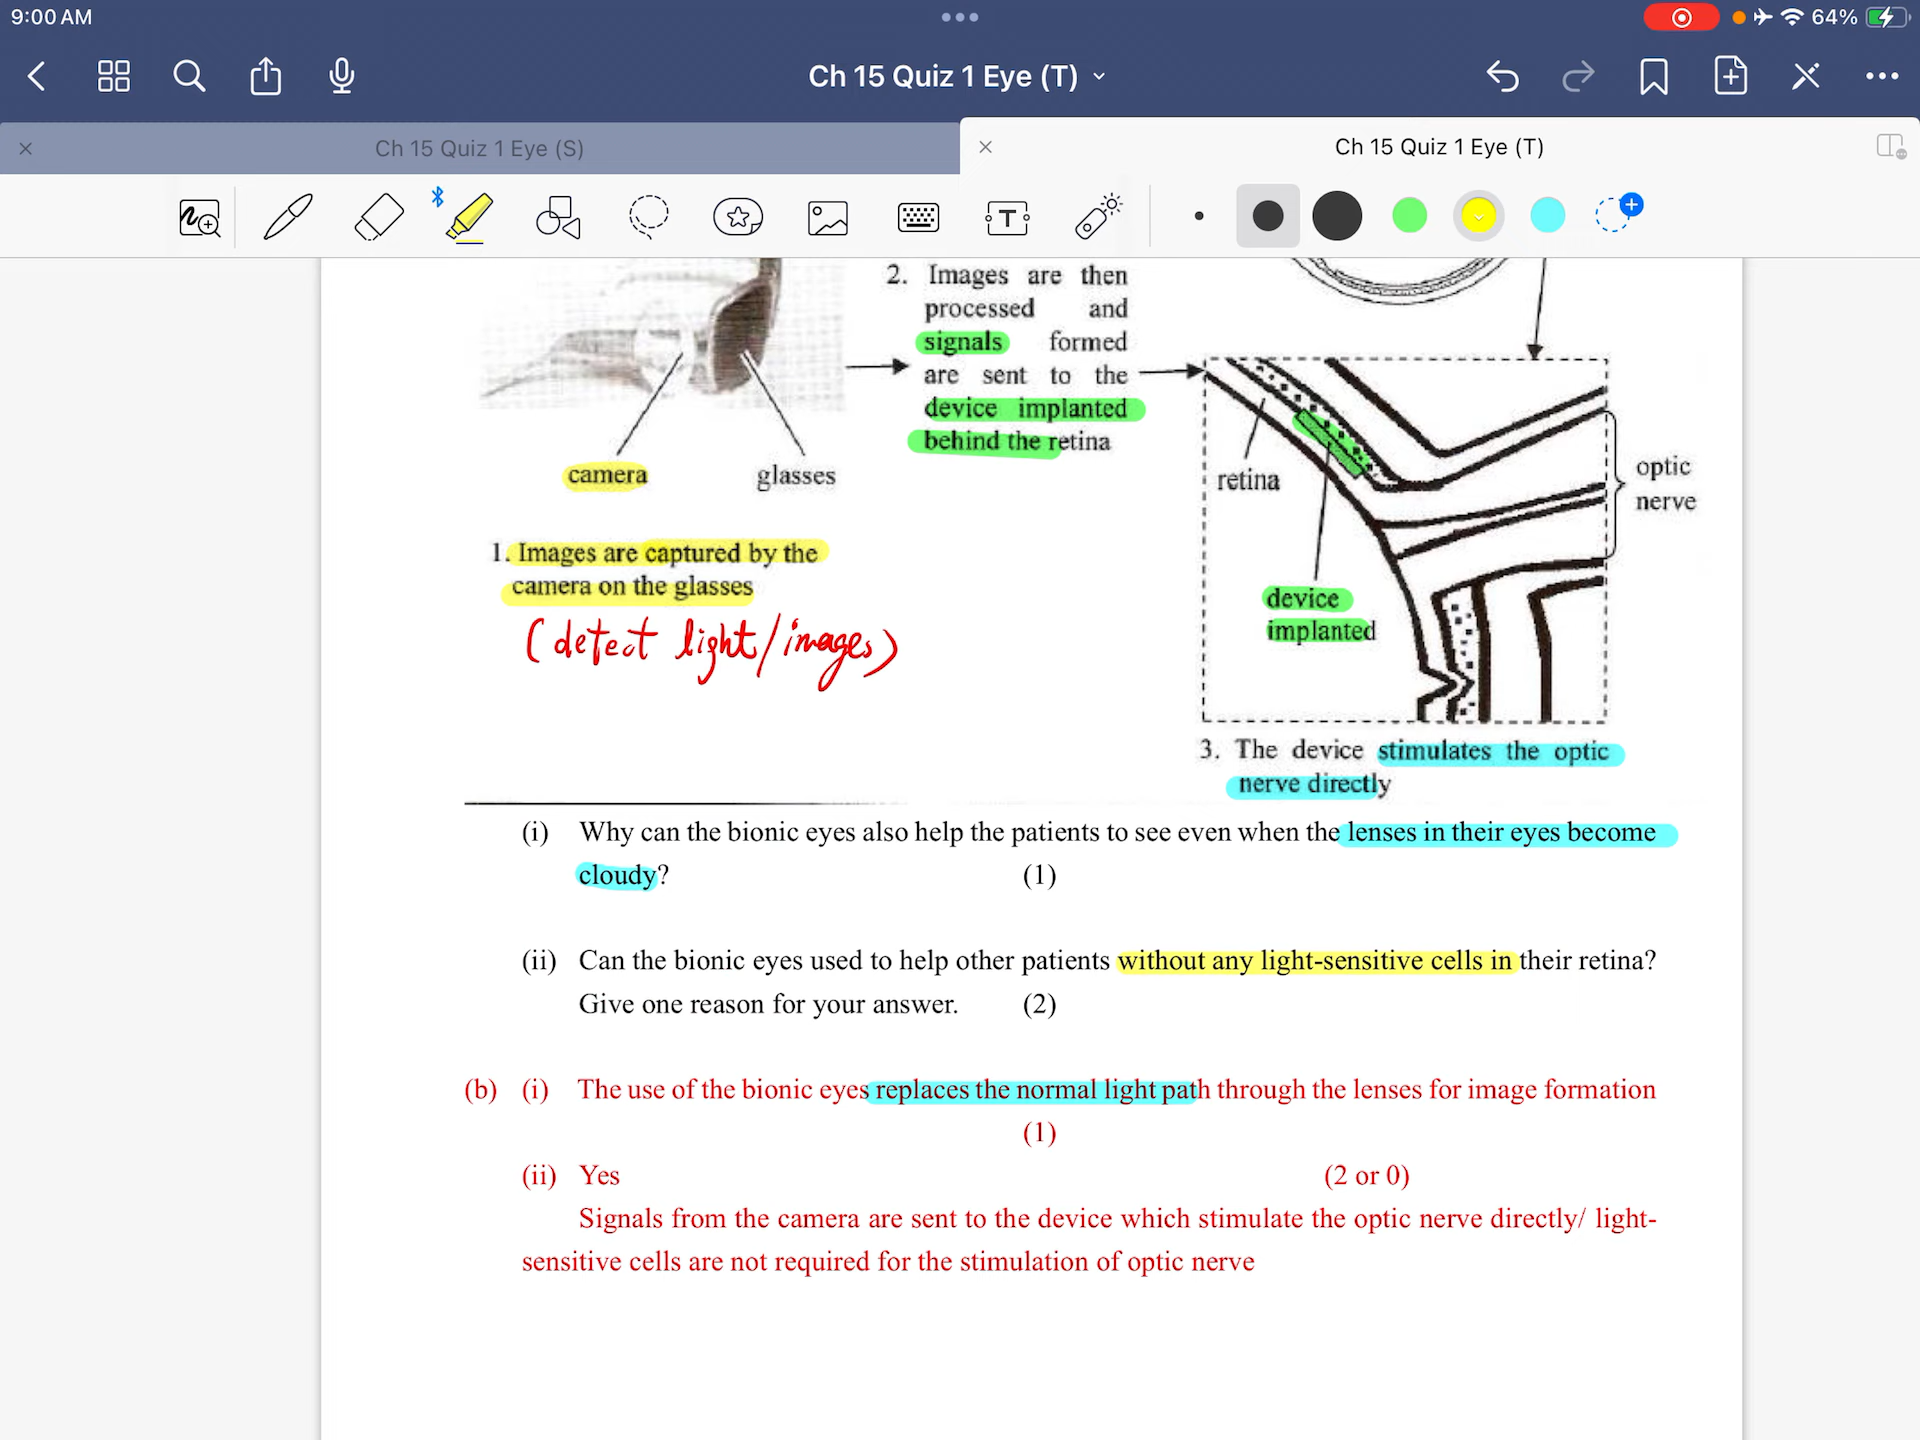 9:00 AM
64%
Ch 15 Quiz 1 Eye (T)
Ch 15 Quiz 1 Eye (S)
Ch 15 Quiz 1 Eye (T)
T
camera
glasses
1. Images are captured by the
camera on the glasses
(detect light/images)
2. Images are then
processed and
signals formed
are sent to the
device implanted
behind the retina
retina
optic
nerve
device
implanted
3. The device stimulates the optic
nerve directly
(i) Why can the bionic eyes also help the patients to see even when the lenses in their eyes become
cloudy? (1)
(ii) Can the bionic eyes used to help other patients without any light-sensitive cells in their retina?
Give one reason for your answer. (2)
(b) (i) The use of the bionic eyes replaces the normal light path through the lenses for image formation
(1)
(ii) Yes (2 or 0)
Signals from the camera are sent to the device which stimulate the optic nerve directly/ light-
sensitive cells are not required for the stimulation of optic nerve